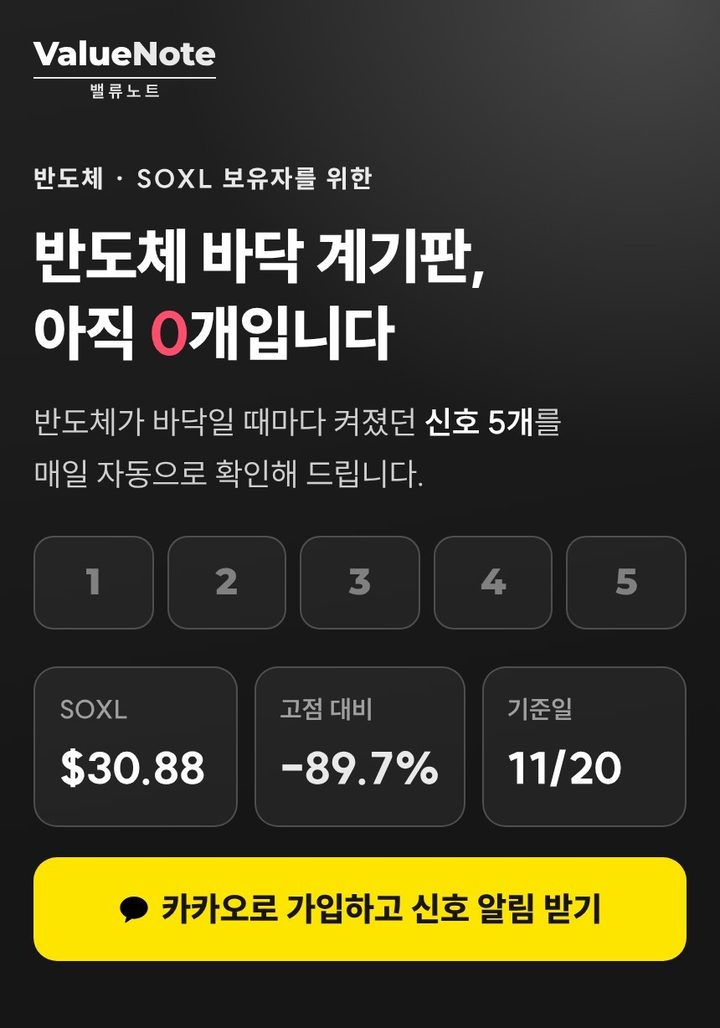 ValueNote
밸류노트
반도체 · SOXL 보유자를 위한
반도체 바닥 계기판,
아직 0개입니다
반도체가 바닥일 때마다 켜졌던 신호 5개를
매일 자동으로 확인해 드립니다.
1 2 3 4 5
SOXL 고점 대비 기준일
$30.88 -89.7% 11/20
카카오로 가입하고 신호 알림 받기